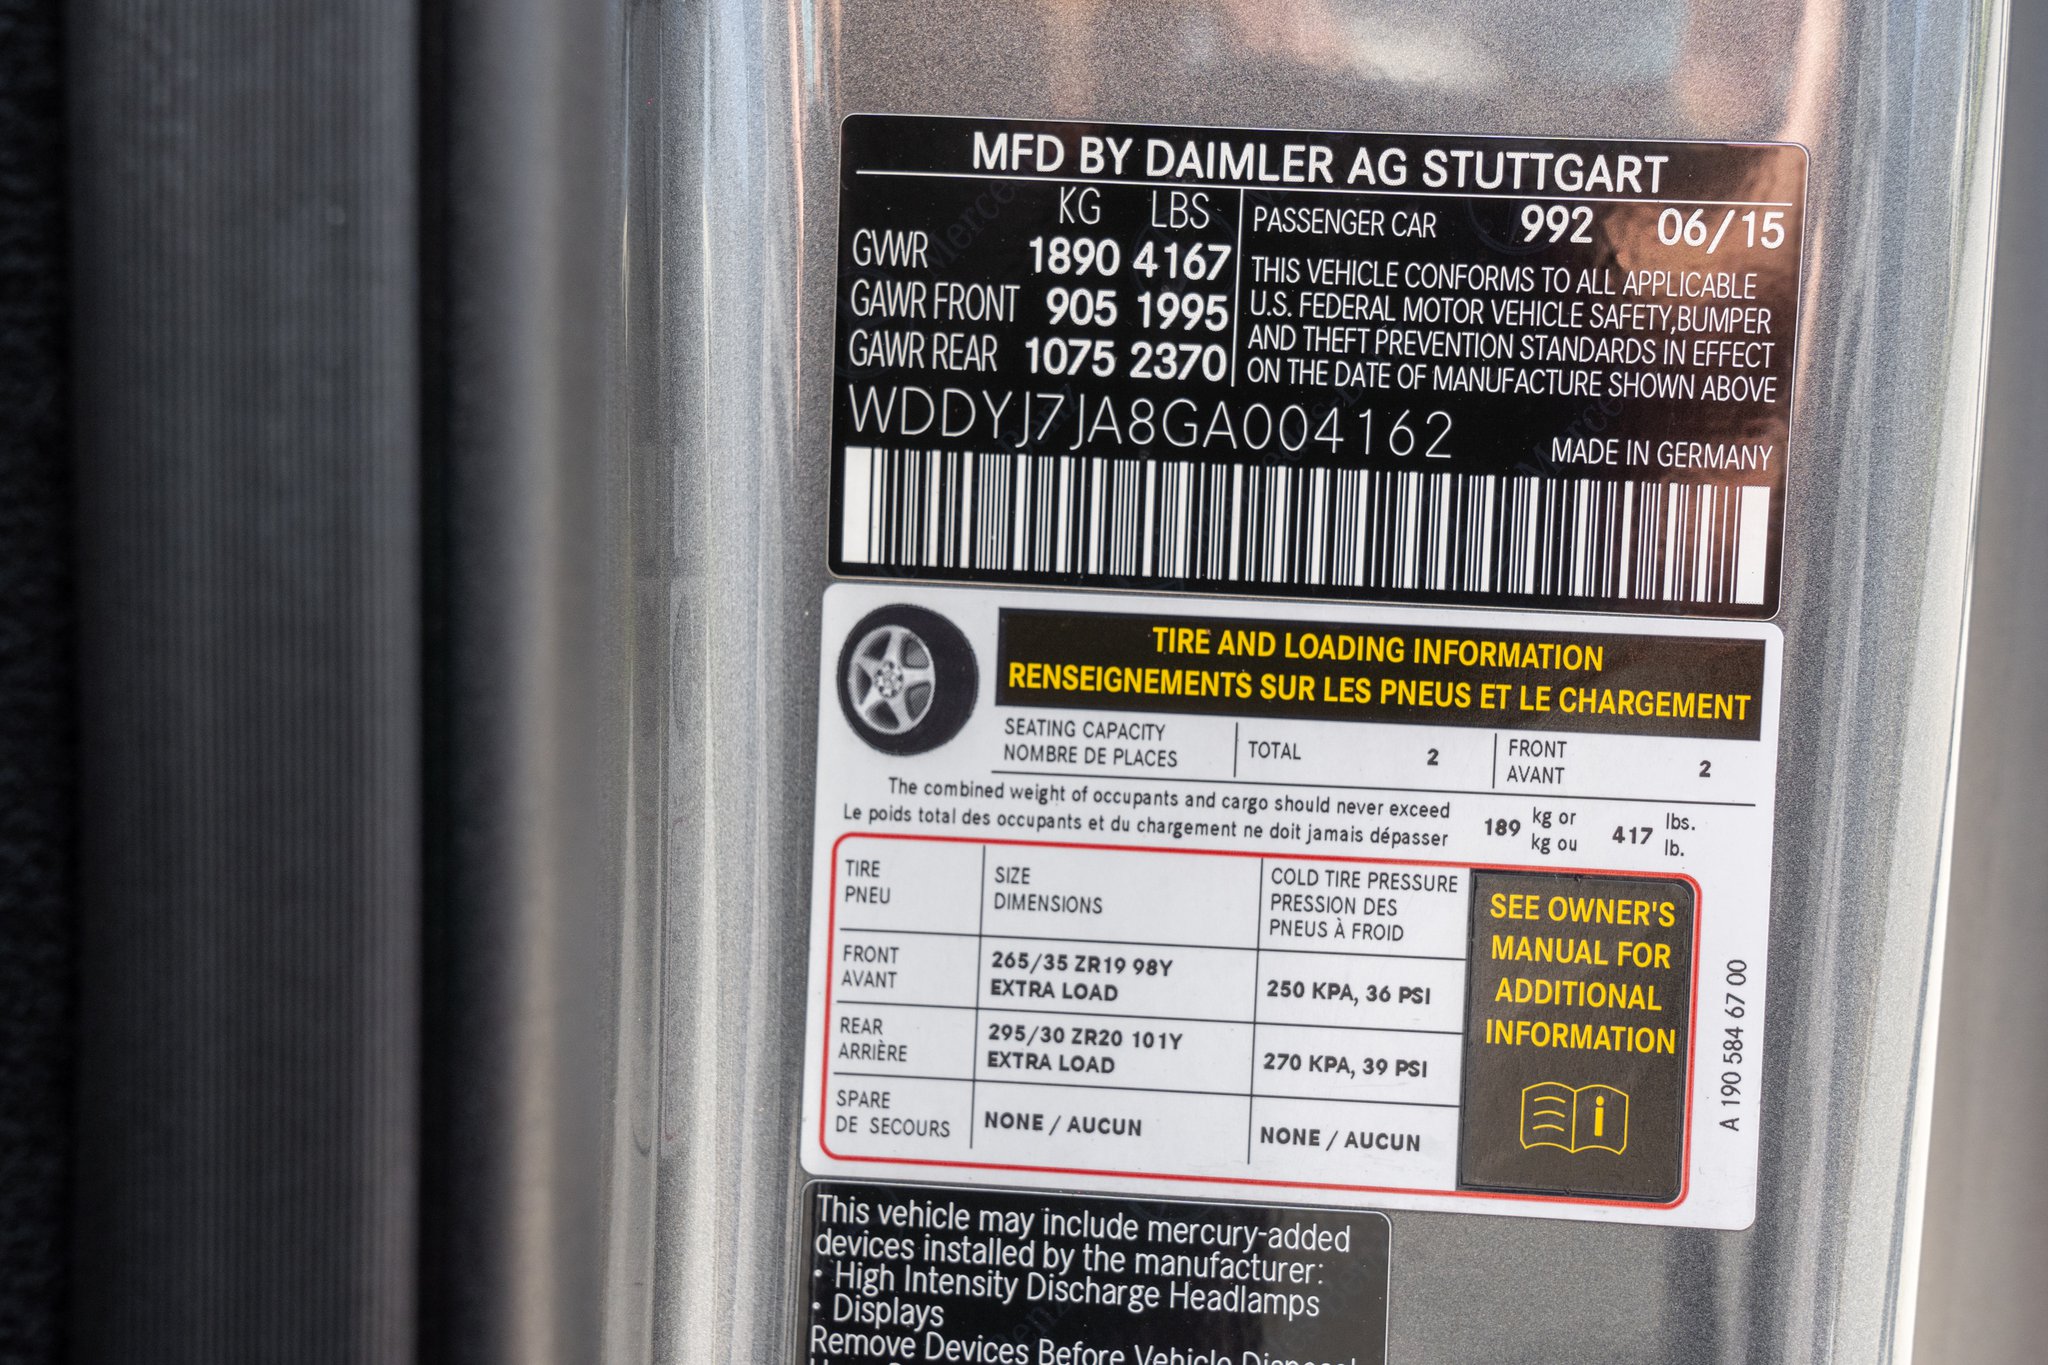 MFD BY DAIMLER AG STUTTGART
KG LBS
GVWR 1890 4167
GAWR FRONT 905 1995
GAWR REAR 1075 2370
PASSENGER CAR 992 06/15
THIS VEHICLE CONFORMS TO ALL APPLICABLE
U.S. FEDERAL MOTOR VEHICLE SAFETY,BUMPER
AND THEFT PREVENTION STANDARDS IN EFFECT
ON THE DATE OF MANUFACTURE SHOWN ABOVE
WDDYJ7JA8GA004162
MADE IN GERMANY
TIRE AND LOADING INFORMATION
RENSEIGNEMENTS SUR LES PNEUS ET LE CHARGEMENT
SEATING CAPACITY
NOMBRE DE PLACES
TOTAL 2
FRONT
AVANT
2
The combined weight of occupants and cargo should never exceed
Le poids total des occupants et du chargement ne doit jamais dépasser
189
kg or
kg ou
417
lbs.
lb.
TIRE
PNEU
SIZE
DIMENSIONS
COLD TIRE PRESSURE
PRESSION DES
PNEUS À FROID
FRONT
AVANT
265/35 ZR19 98Y
EXTRA LOAD
250 KPA, 36 PSI
REAR
ARRIÈRE
295/30 ZR20 101Y
EXTRA LOAD
270 KPA, 39 PSI
SPARE
DE SECOURS
NONE / AUCUN
NONE / AUCUN
SEE OWNER'S
MANUAL FOR
ADDITIONAL
INFORMATION
A 190 584 67 00
This vehicle may include mercury-added
devices installed by the manufacturer:
· High Intensity Discharge Headlamps
· Displays
Remove Devices Before Vehicle